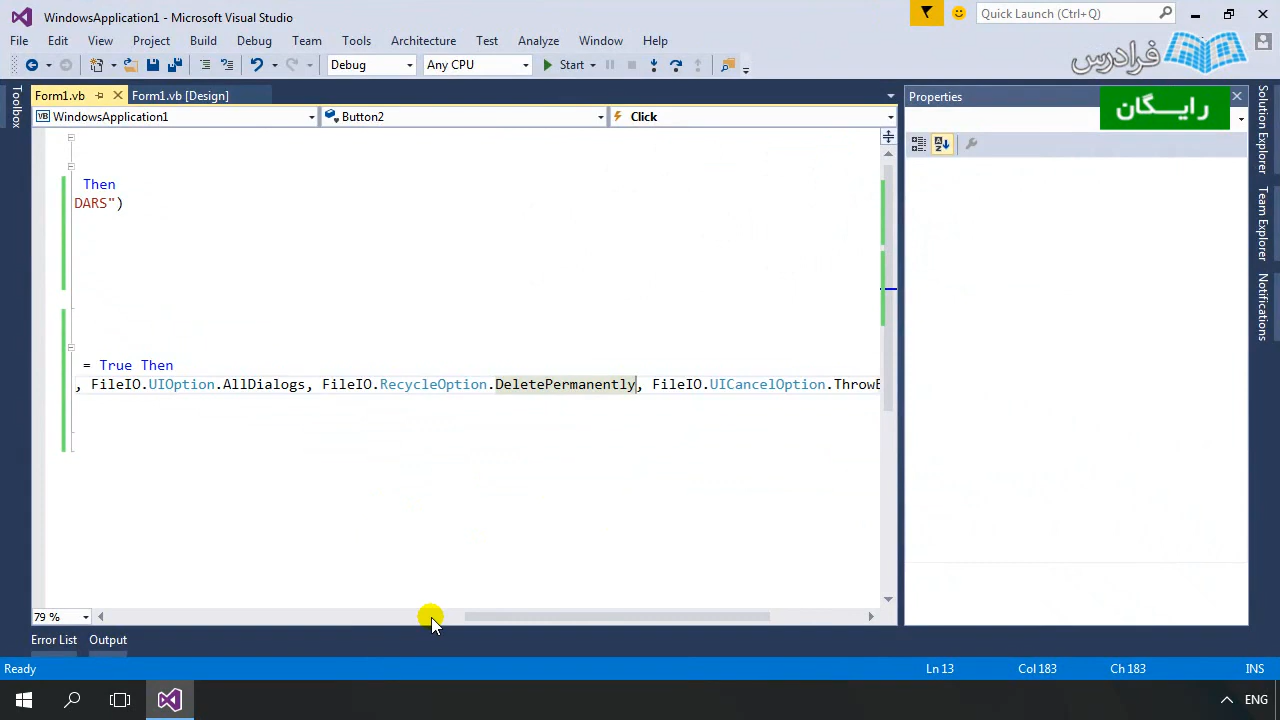 WindowsApplication1 - Microsoft Visual Studio
Quick Launch (Ctrl+Q)
File Edit View Project Build Debug Team Tools Architecture Test Analyze Window Help
فرادرس
Debug Any CPU Start
Form1.vb Form1.vb [Design]
Properties
رایگان
WindowsApplication1 Button2 Click
Toolbox
Solution Explorer
Team Explorer
Notifications
Then
DARS")
= True Then
, FileIO.UIOption.AllDialogs, FileIO.RecycleOption.DeletePermanently, FileIO.UICancelOption.ThrowE
79 %
Error List Output
Ready Ln 13 Col 183 Ch 183 INS
ENG